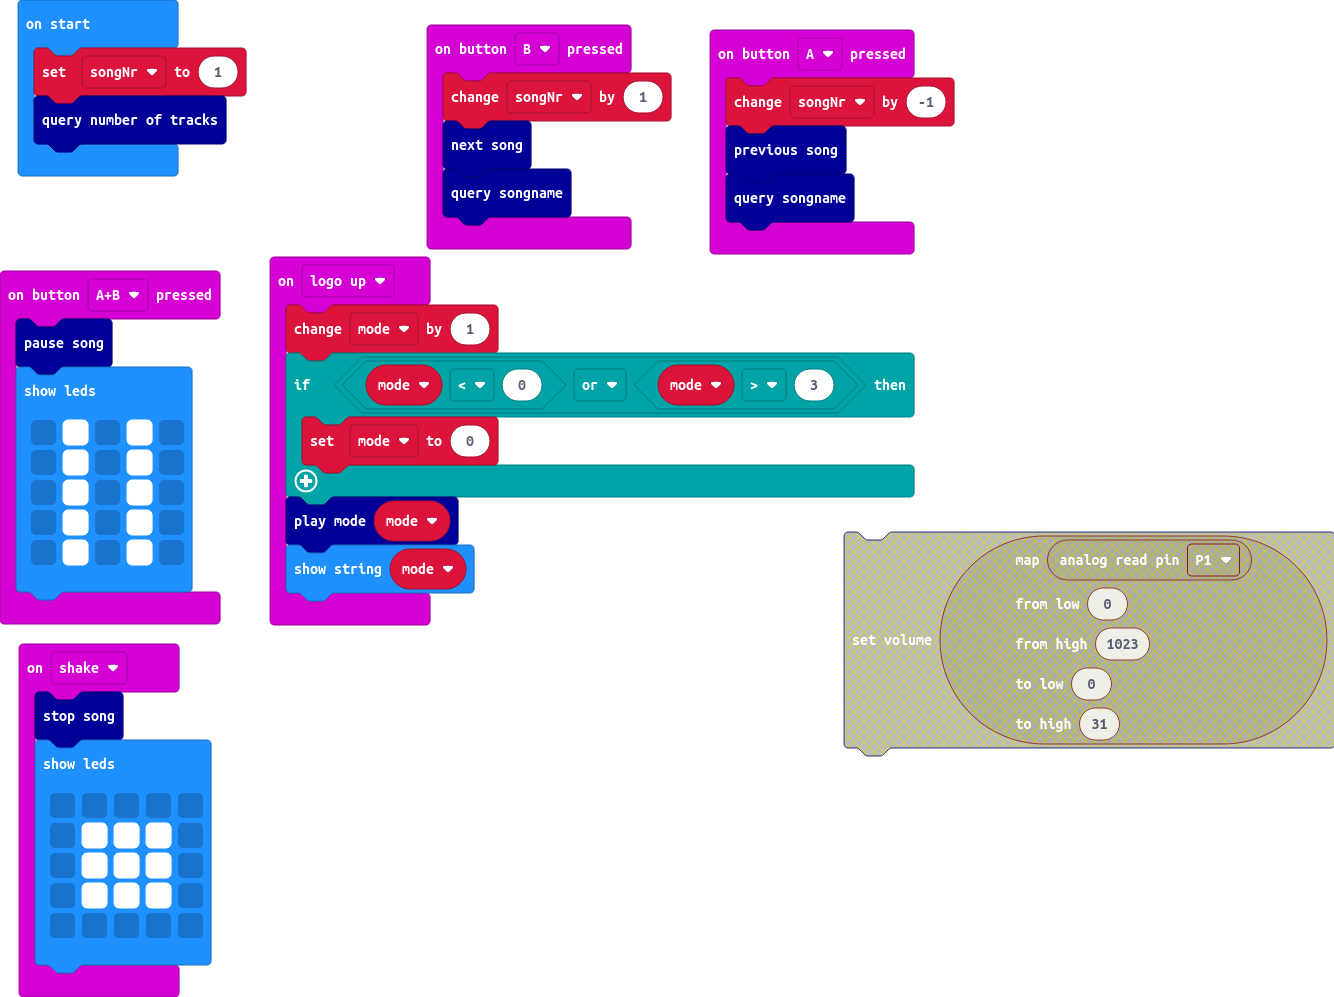 on start
set songNr to 1
query number of tracks
on button B pressed
change songNr by 1
next song
query songname
on button A pressed
change songNr by -1
previous song
query songname
on button A+B pressed
pause song
show leds
on logo up
change mode by 1
if mode < 0 or mode > 3 then
set mode to 0
play mode mode
show string mode
set volume
map analog read pin P1
from low 0
from high 1023
to low 0
to high 31
on shake
stop song
show leds